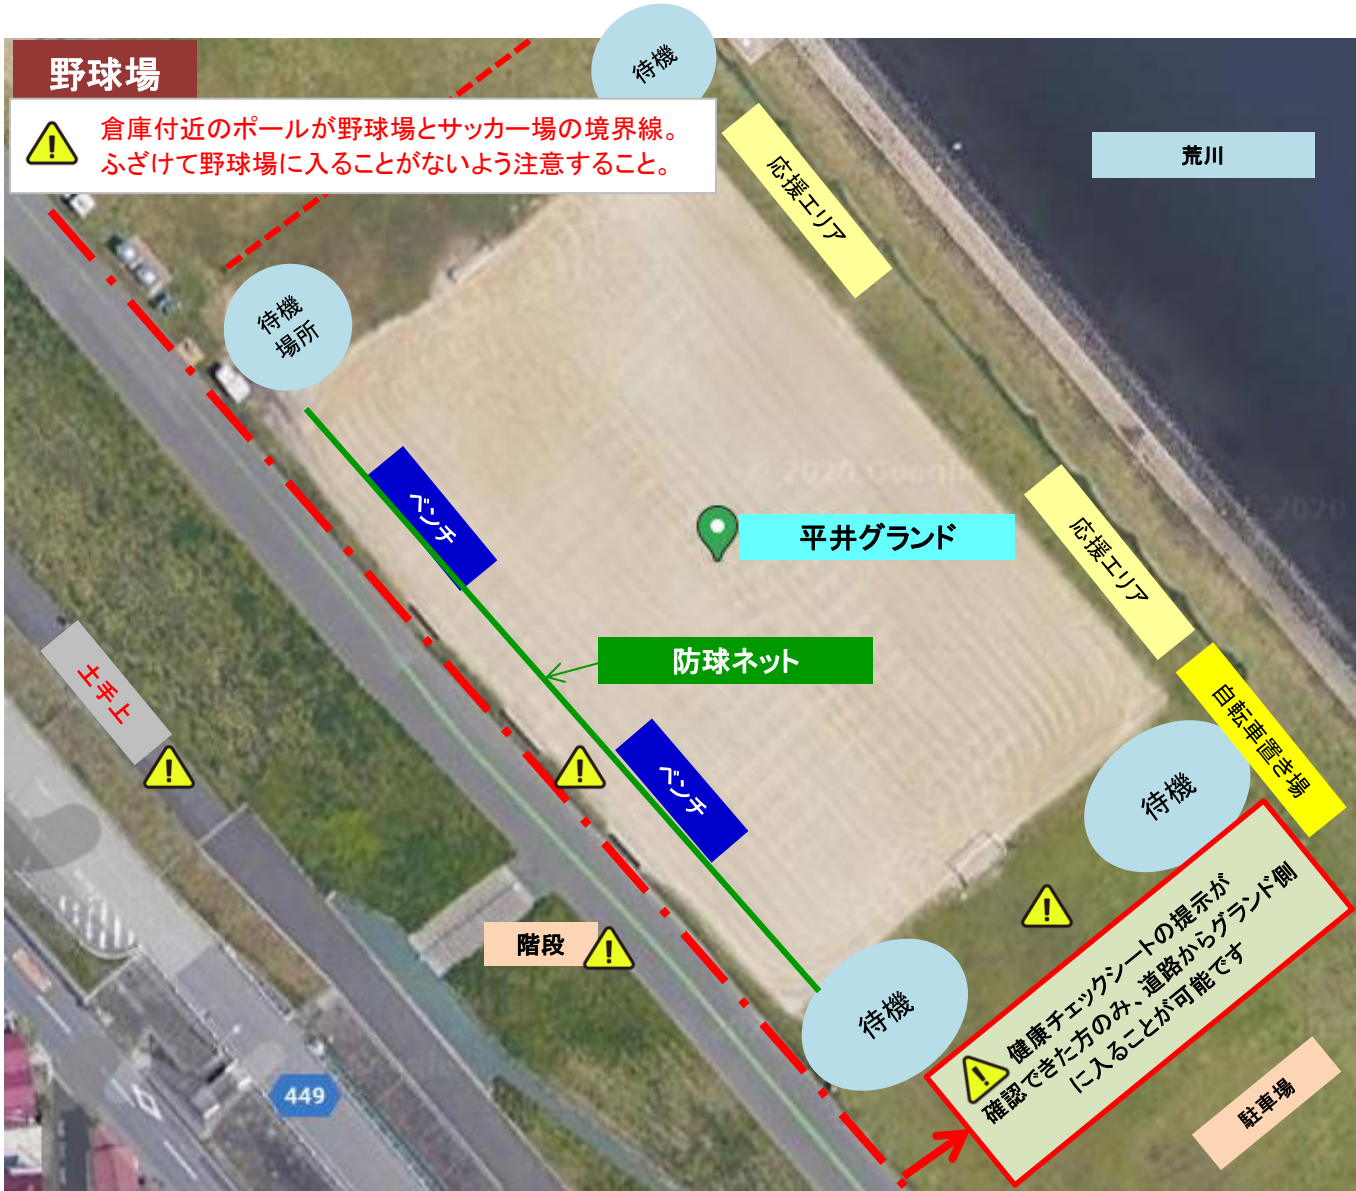 野球場
倉庫付近のポールが野球場とサッカー場の境界線。
ふざけて野球場に入ることがないよう注意すること。
待機
応援エリア
荒川
待機
場所
ベンチ
平井グランド
応援エリア
防球ネット
土手上
自転車置き場
ベンチ
待機
階段
待機
健康チェックシートの提示が
確認できた方のみ、道路からグランド側
に入ることが可能です
駐車場
449
2020 Google
2020